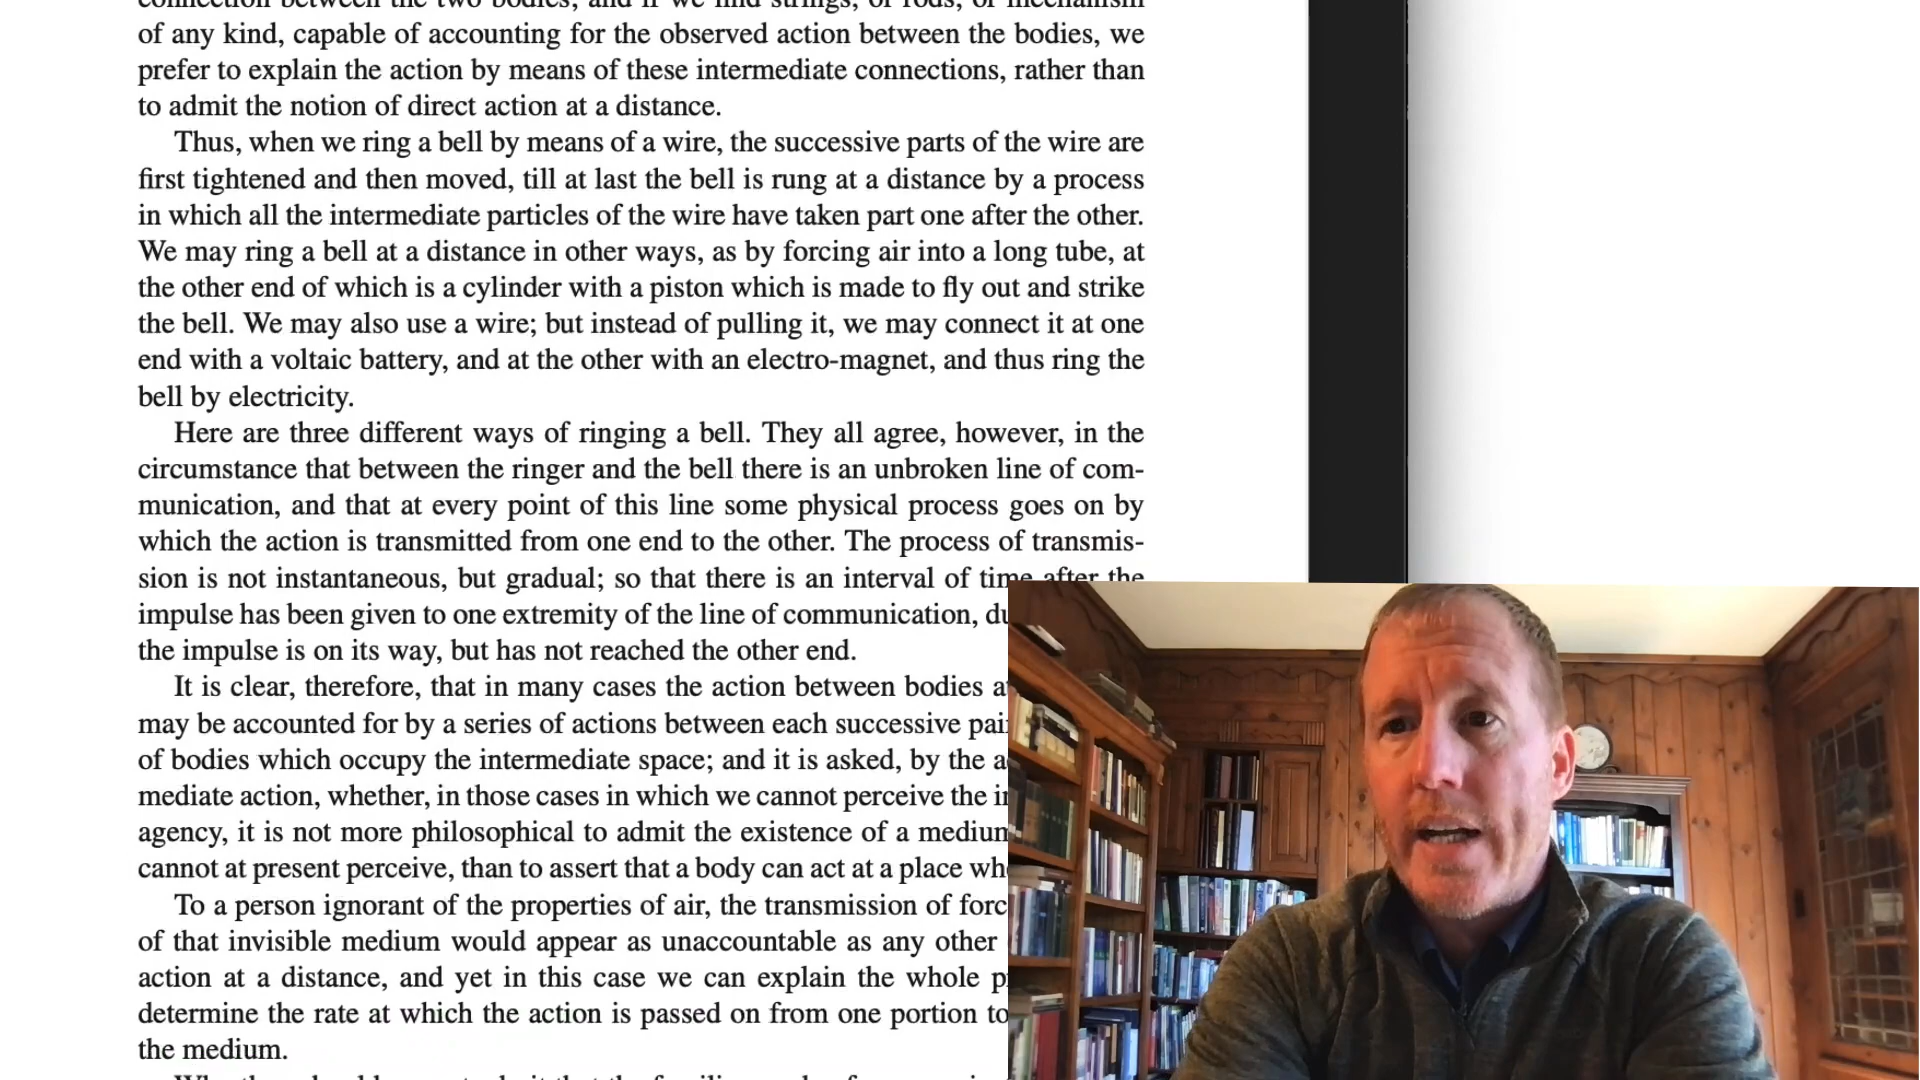 of any kind, capable of accounting for the observed action between the bodies, we
prefer to explain the action by means of these intermediate connections, rather than
to admit the notion of direct action at a distance.
Thus, when we ring a bell by means of a wire, the successive parts of the wire are
first tightened and then moved, till at last the bell is rung at a distance by a process
in which all the intermediate particles of the wire have taken part one after the other.
We may ring a bell at a distance in other ways, as by forcing air into a long tube, at
the other end of which is a cylinder with a piston which is made to fly out and strike
the bell. We may also use a wire; but instead of pulling it, we may connect it at one
end with a voltaic battery, and at the other with an electro-magnet, and thus ring the
bell by electricity.
Here are three different ways of ringing a bell. They all agree, however, in the
circumstance that between the ringer and the bell there is an unbroken line of com-
munication, and that at every point of this line some physical process goes on by
which the action is transmitted from one end to the other. The process of transmis-
sion is not instantaneous, but gradual; so that there is an interval of time after the
impulse has been given to one extremity of the line of communication,
the impulse is on its way, but has not reached the other end.
It is clear, therefore, that in many cases the action between bodies
may be accounted for by a series of actions between each successive
of bodies which occupy the intermediate space; and it is asked, by the
mediate action, whether, in those cases in which we cannot perceive the
agency, it is not more philosophical to admit the existence of a medium
cannot at present perceive, than to assert that a body can act at a place
To a person ignorant of the properties of air, the transmission of
of that invisible medium would appear as unaccountable as any other
action at a distance, and yet in this case we can explain the whole
determine the rate at which the action is passed on from one portion to
the medium.